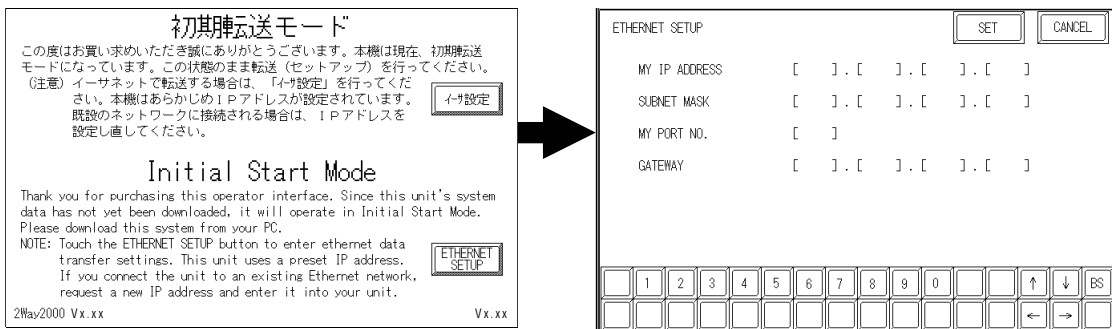 初期転送モード
この度はお買い求めいただき誠にありがとうございます。本機は現在、初期転送
モードになっています。この状態のまま転送（セットアップ）を行ってください。
（注意）イーサネットで転送する場合は、「イーサ設定」を行ってくだ
さい。本機はあらかじめＩＰアドレスが設定されています。
既設のネットワークに接続される場合は、ＩＰアドレスを
設定し直してください。
イーサ設定
Initial Start Mode
Thank you for purchasing this operator interface. Since this unit's system
data has not yet been downloaded, it will operate in Initial Start Mode.
Please download this system from your PC.
NOTE: Touch the ETHERNET SETUP button to enter ethernet data
transfer settings. This unit uses a preset IP address.
If you connect the unit to an existing Ethernet network,
request a new IP address and enter it into your unit.
ETHERNET
SETUP
2Way2000 Vx.xx Vx.xx
ETHERNET SETUP SET CANCEL
MY IP ADDRESS [ ].[ ].[ ].[ ]
SUBNET MASK [ ].[ ].[ ].[ ]
MY PORT NO. [ ]
GATEWAY [ ].[ ].[ ].[ ]
1 2 3 4 5 6 7 8 9 0 ↑ ↓ BS
← →